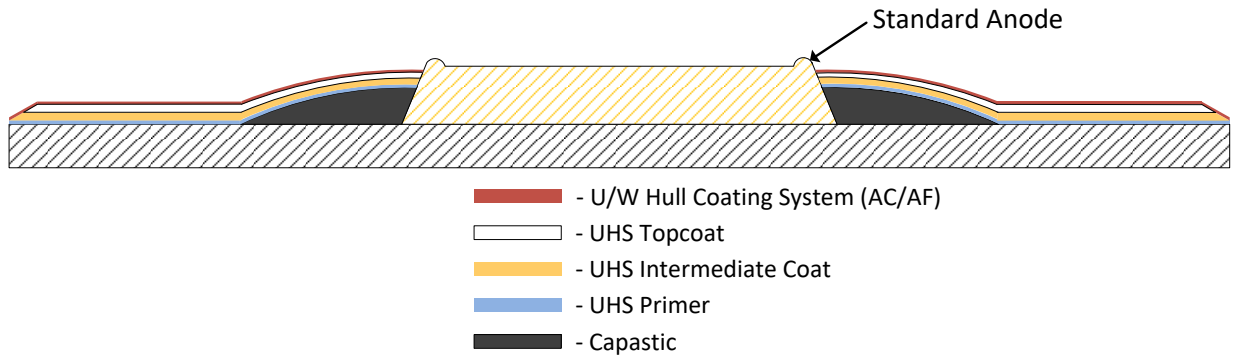 Standard Anode
- U/W Hull Coating System (AC/AF)
- UHS Topcoat
- UHS Intermediate Coat
- UHS Primer
- Capastic